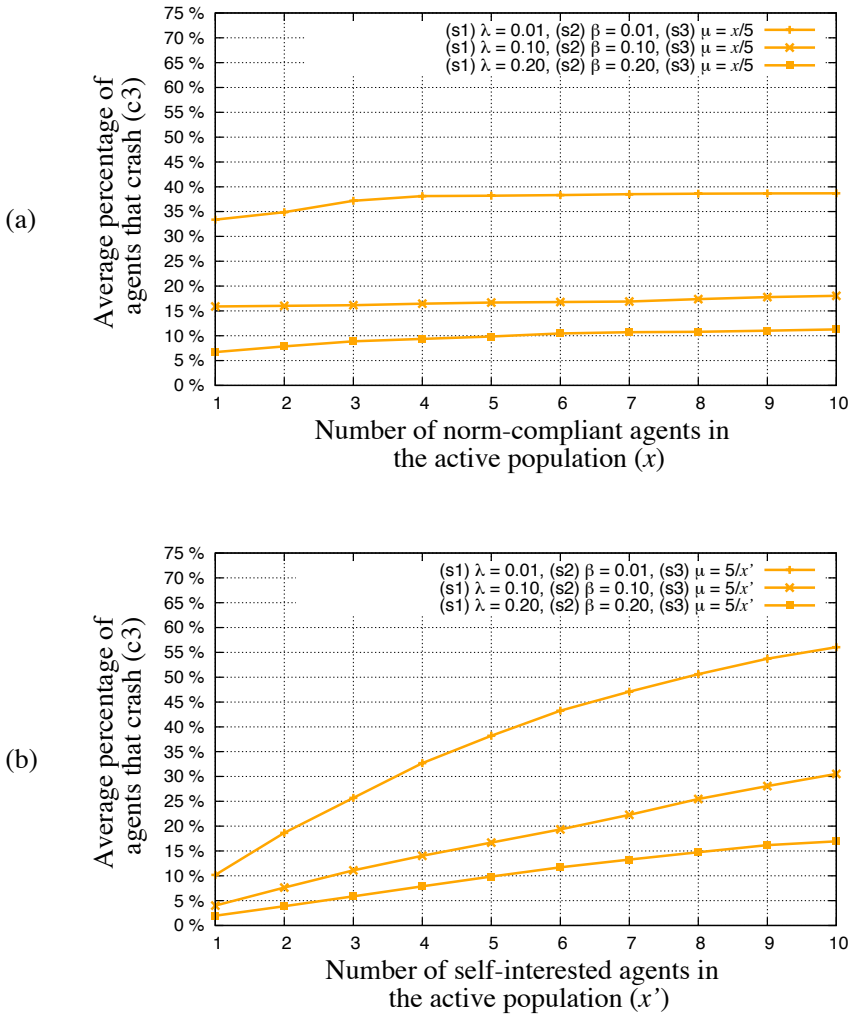 75 %
70 %
65 %
60 %
55 %
50 %
45 %
40 %
35 %
30 %
25 %
20 %
15 %
10 %
5 %
0 %
(s1) λ = 0.01, (s2) β = 0.01, (s3) μ = x/5
(s1) λ = 0.10, (s2) β = 0.10, (s3) μ = x/5
(s1) λ = 0.20, (s2) β = 0.20, (s3) μ = x/5
Average percentage of
agents that crash (c3)
(a)
1 2 3 4 5 6 7 8 9 10
Number of norm-compliant agents in
the active population (x)
75 %
70 %
65 %
60 %
55 %
50 %
45 %
40 %
35 %
30 %
25 %
20 %
15 %
10 %
5 %
0 %
(s1) λ = 0.01, (s2) β = 0.01, (s3) μ = 5/x’
(s1) λ = 0.10, (s2) β = 0.10, (s3) μ = 5/x’
(s1) λ = 0.20, (s2) β = 0.20, (s3) μ = 5/x’
Average percentage of
agents that crash (c3)
(b)
1 2 3 4 5 6 7 8 9 10
Number of self-interested agents in
the active population (x’)